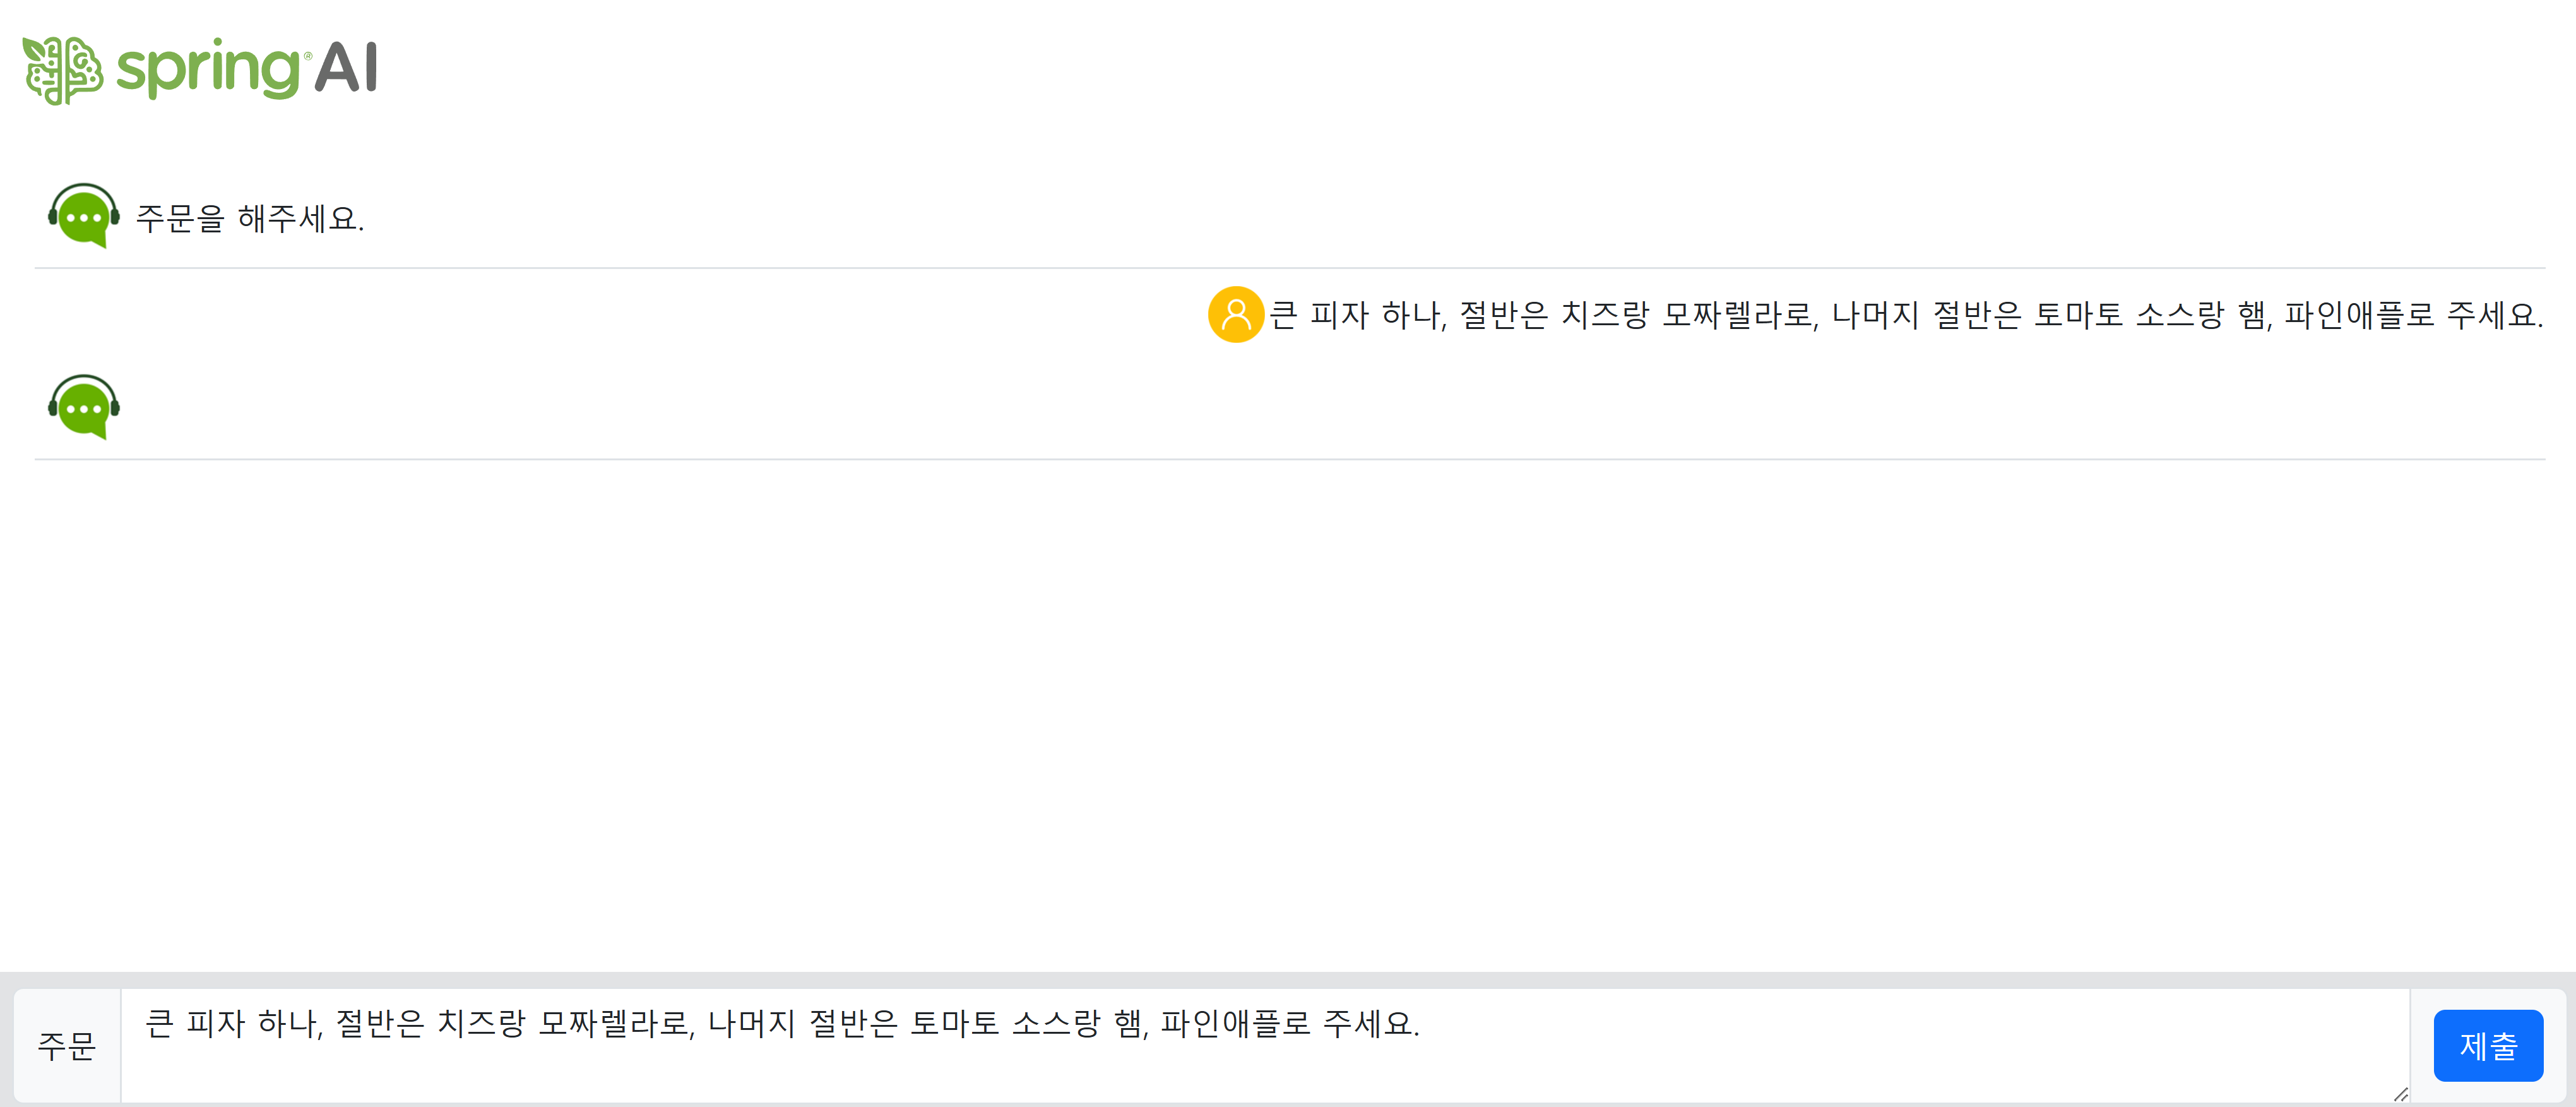 spring® AI
주문을 해주세요.
큰 피자 하나, 절반은 치즈랑 모짜렐라로, 나머지 절반은 토마토 소스랑 햄, 파인애플로 주세요.
주문
큰 피자 하나, 절반은 치즈랑 모짜렐라로, 나머지 절반은 토마토 소스랑 햄, 파인애플로 주세요.
제출